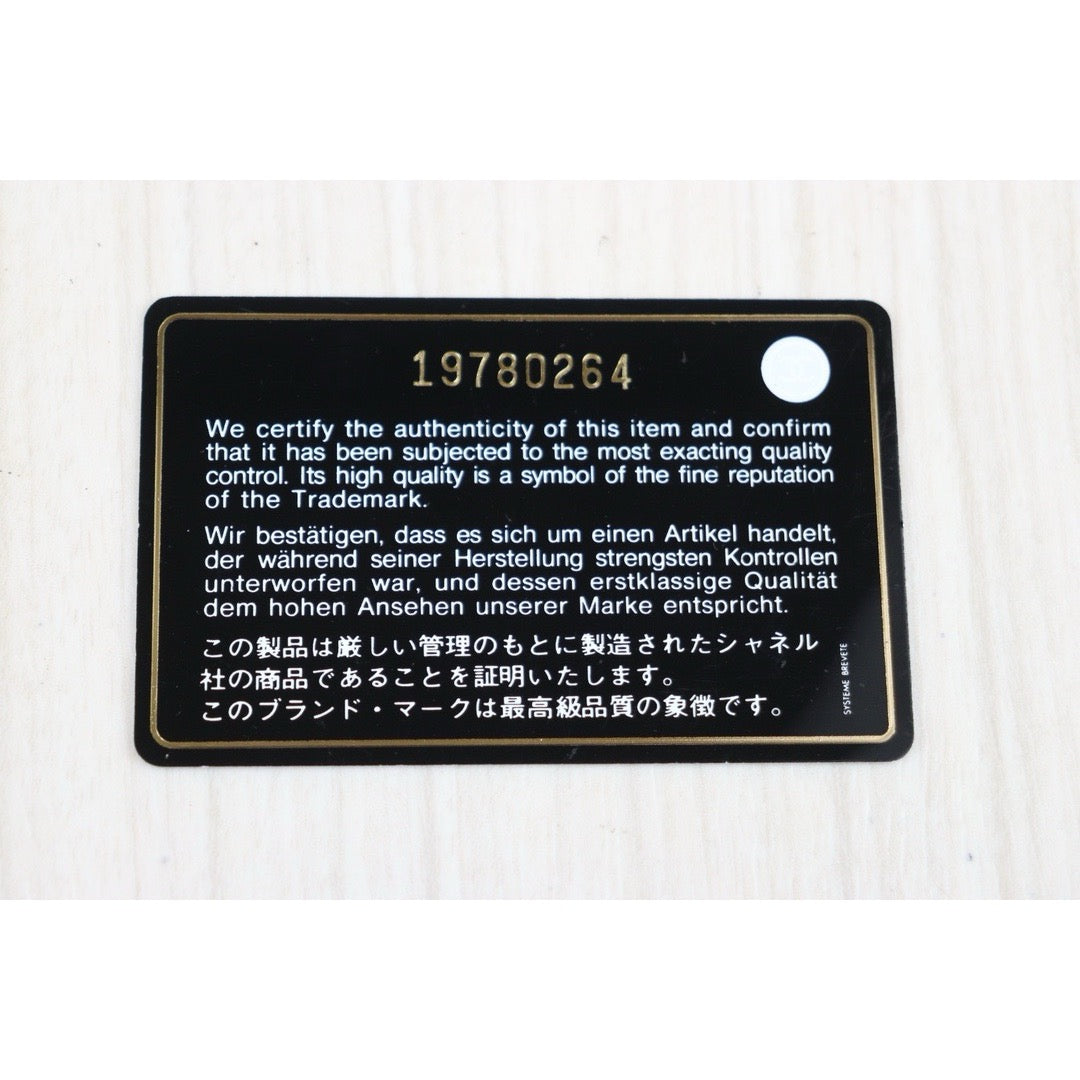 19780264
We certify the authenticity of this item and confirm
that it has been subjected to the most exacting quality
control. Its high quality is a symbol of the fine reputation
of the Trademark.
Wir bestätigen, dass es sich um einen Artikel handelt,
der während seiner Herstellung strengsten Kontrollen
unterworfen war, und dessen erstklassige Qualität
dem hohen Ansehen unserer Marke entspricht.
この製品は厳しい管理のもとに製造されたシャネル
社の商品であることを証明いたします。
このブランド・マークは最高級品質の象徴です。
SYSTEME BREVETE